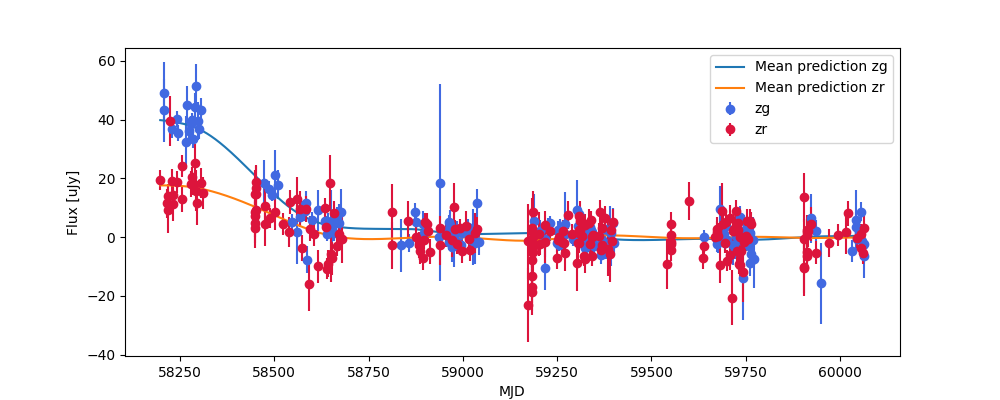 Mean prediction zg
Mean prediction zr
zg
zr
60
40
20
0
−20
−40
Flux [uJy]
58250
58500
58750
59000
59250
59500
59750
60000
MJD